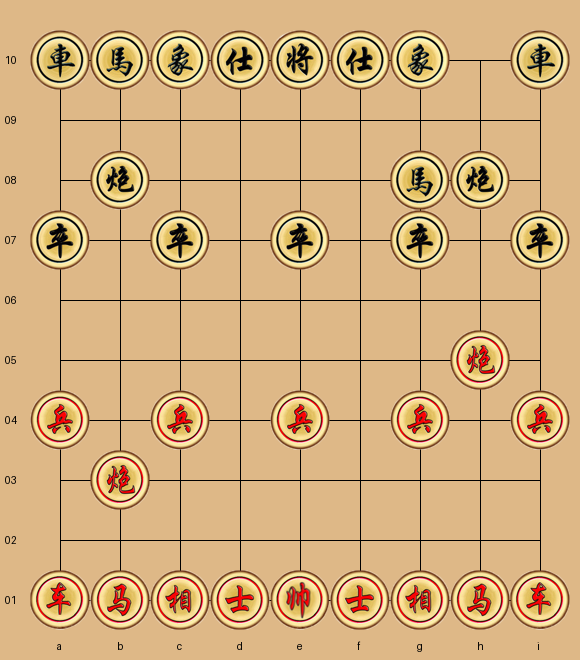 10 車 馬 象 仕 将 仕 象 車
09
08 炮 馬 炮
07 卒 卒 卒 卒 卒
06
05 炮
04 兵 兵 兵 兵 兵
03 炮
02
01 车 马 相 士 帅 士 相 马 车
a b c d e f g h i